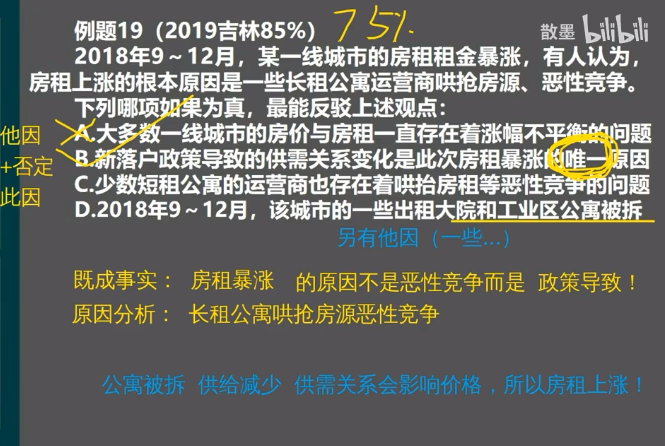 例题19（2019吉林85%）
75%
散墨 bilibili
2018年9～12月，某一线城市的房租租金暴涨，有人认为，
房租上涨的根本原因是一些长租公寓运营商哄抢房源、恶性竞争。
下列哪项如果为真，最能反驳上述观点：
他因
A.大多数一线城市的房价与房租一直存在着涨幅不平衡的问题
+否定
B.新落户政策导致的供需关系变化是此次房租暴涨的唯一原因
此因
C.少数短租公寓的运营商也存在着哄抬房租等恶性竞争的问题
D.2018年9～12月，该城市的一些出租大院和工业区公寓被拆
另有他因（一些...）
既成事实： 房租暴涨 的原因不是恶性竞争而是 政策导致！
原因分析： 长租公寓哄抢房源恶性竞争
公寓被拆 供给减少 供需关系会影响价格，所以房租上涨！